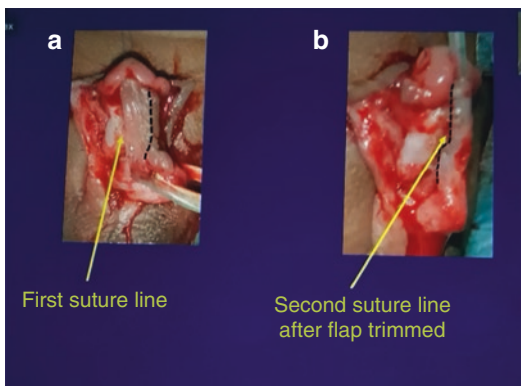 a
b
First suture line
Second suture line
after flap trimmed